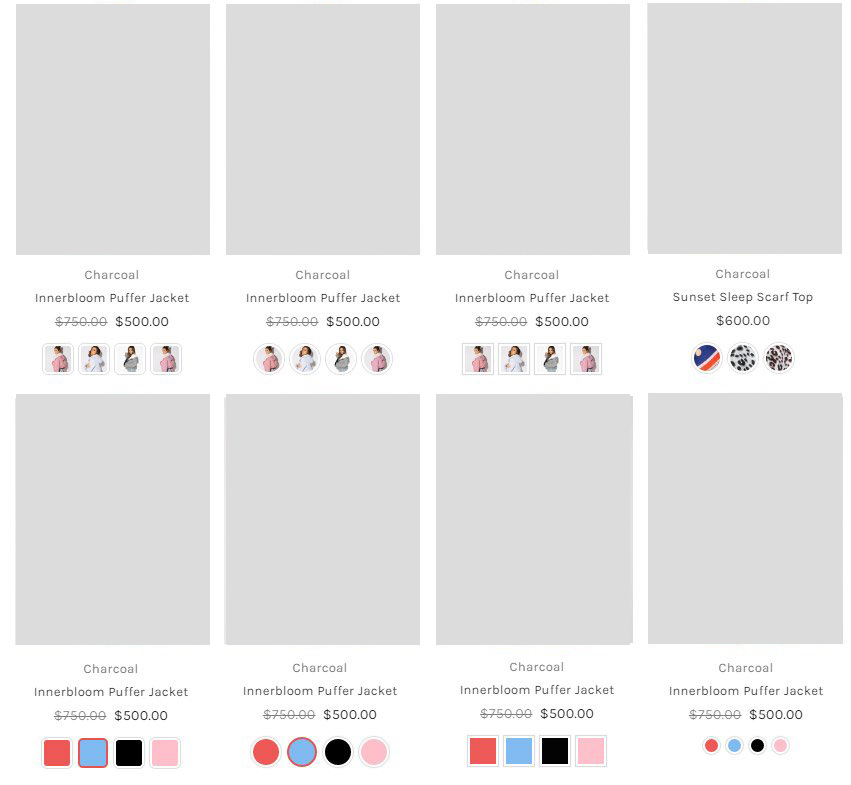 Charcoal
Innerbloom Puffer Jacket
$750.00 $500.00
Charcoal
Innerbloom Puffer Jacket
$750.00 $500.00
Charcoal
Innerbloom Puffer Jacket
$750.00 $500.00
Charcoal
Sunset Sleep Scarf Top
$600.00
Charcoal
Innerbloom Puffer Jacket
$750.00 $500.00
Charcoal
Innerbloom Puffer Jacket
$750.00 $500.00
Charcoal
Innerbloom Puffer Jacket
$750.00 $500.00
Charcoal
Innerbloom Puffer Jacket
$750.00 $500.00